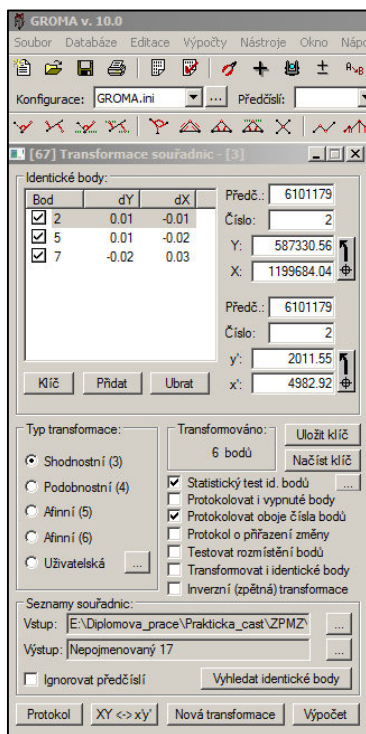 GROMA v. 10.0
Soubor Databáze Editace Výpočty Nástroje Okno Nápo
Konfigurace: GROMA.ini ... Předčíslí:
[67] Transformace souřadnic - [3]
Identické body:
Bod dY dX
2 0.01 -0.01
5 0.01 -0.02
7 -0.02 0.03
Předč.: 6101179
Číslo: 2
Y: 587330.56
X: 1199684.04
Předč.: 6101179
Číslo: 2
y': 2011.55
x': 4982.92
Klíč Přidat Ubrat
Typ transformace:
Shodnostní (3)
Podobnostní (4)
Afinní (5)
Afinní (6)
Uživatelská ...
Transformováno:
6 bodů
Uložit klíč
Načíst klíč
Statistický test id. bodů ...
Protokolovat i vypnuté body
Protokolovat oboje čísla bodů
Protokol o přiřazení změny
Testovat rozmístění bodů
Transformovat i identické body
Inverzní (zpětná) transformace
Seznamy souřadnic:
Vstup: E:\Diplomova_prace\Prakticka_cast\ZPMZ\ ...
Výstup: Nepojmenovaný 17 ...
Ignorovat předčíslí Vyhledat identické body
Protokol XY <-> x'y' Nová transformace Výpočet